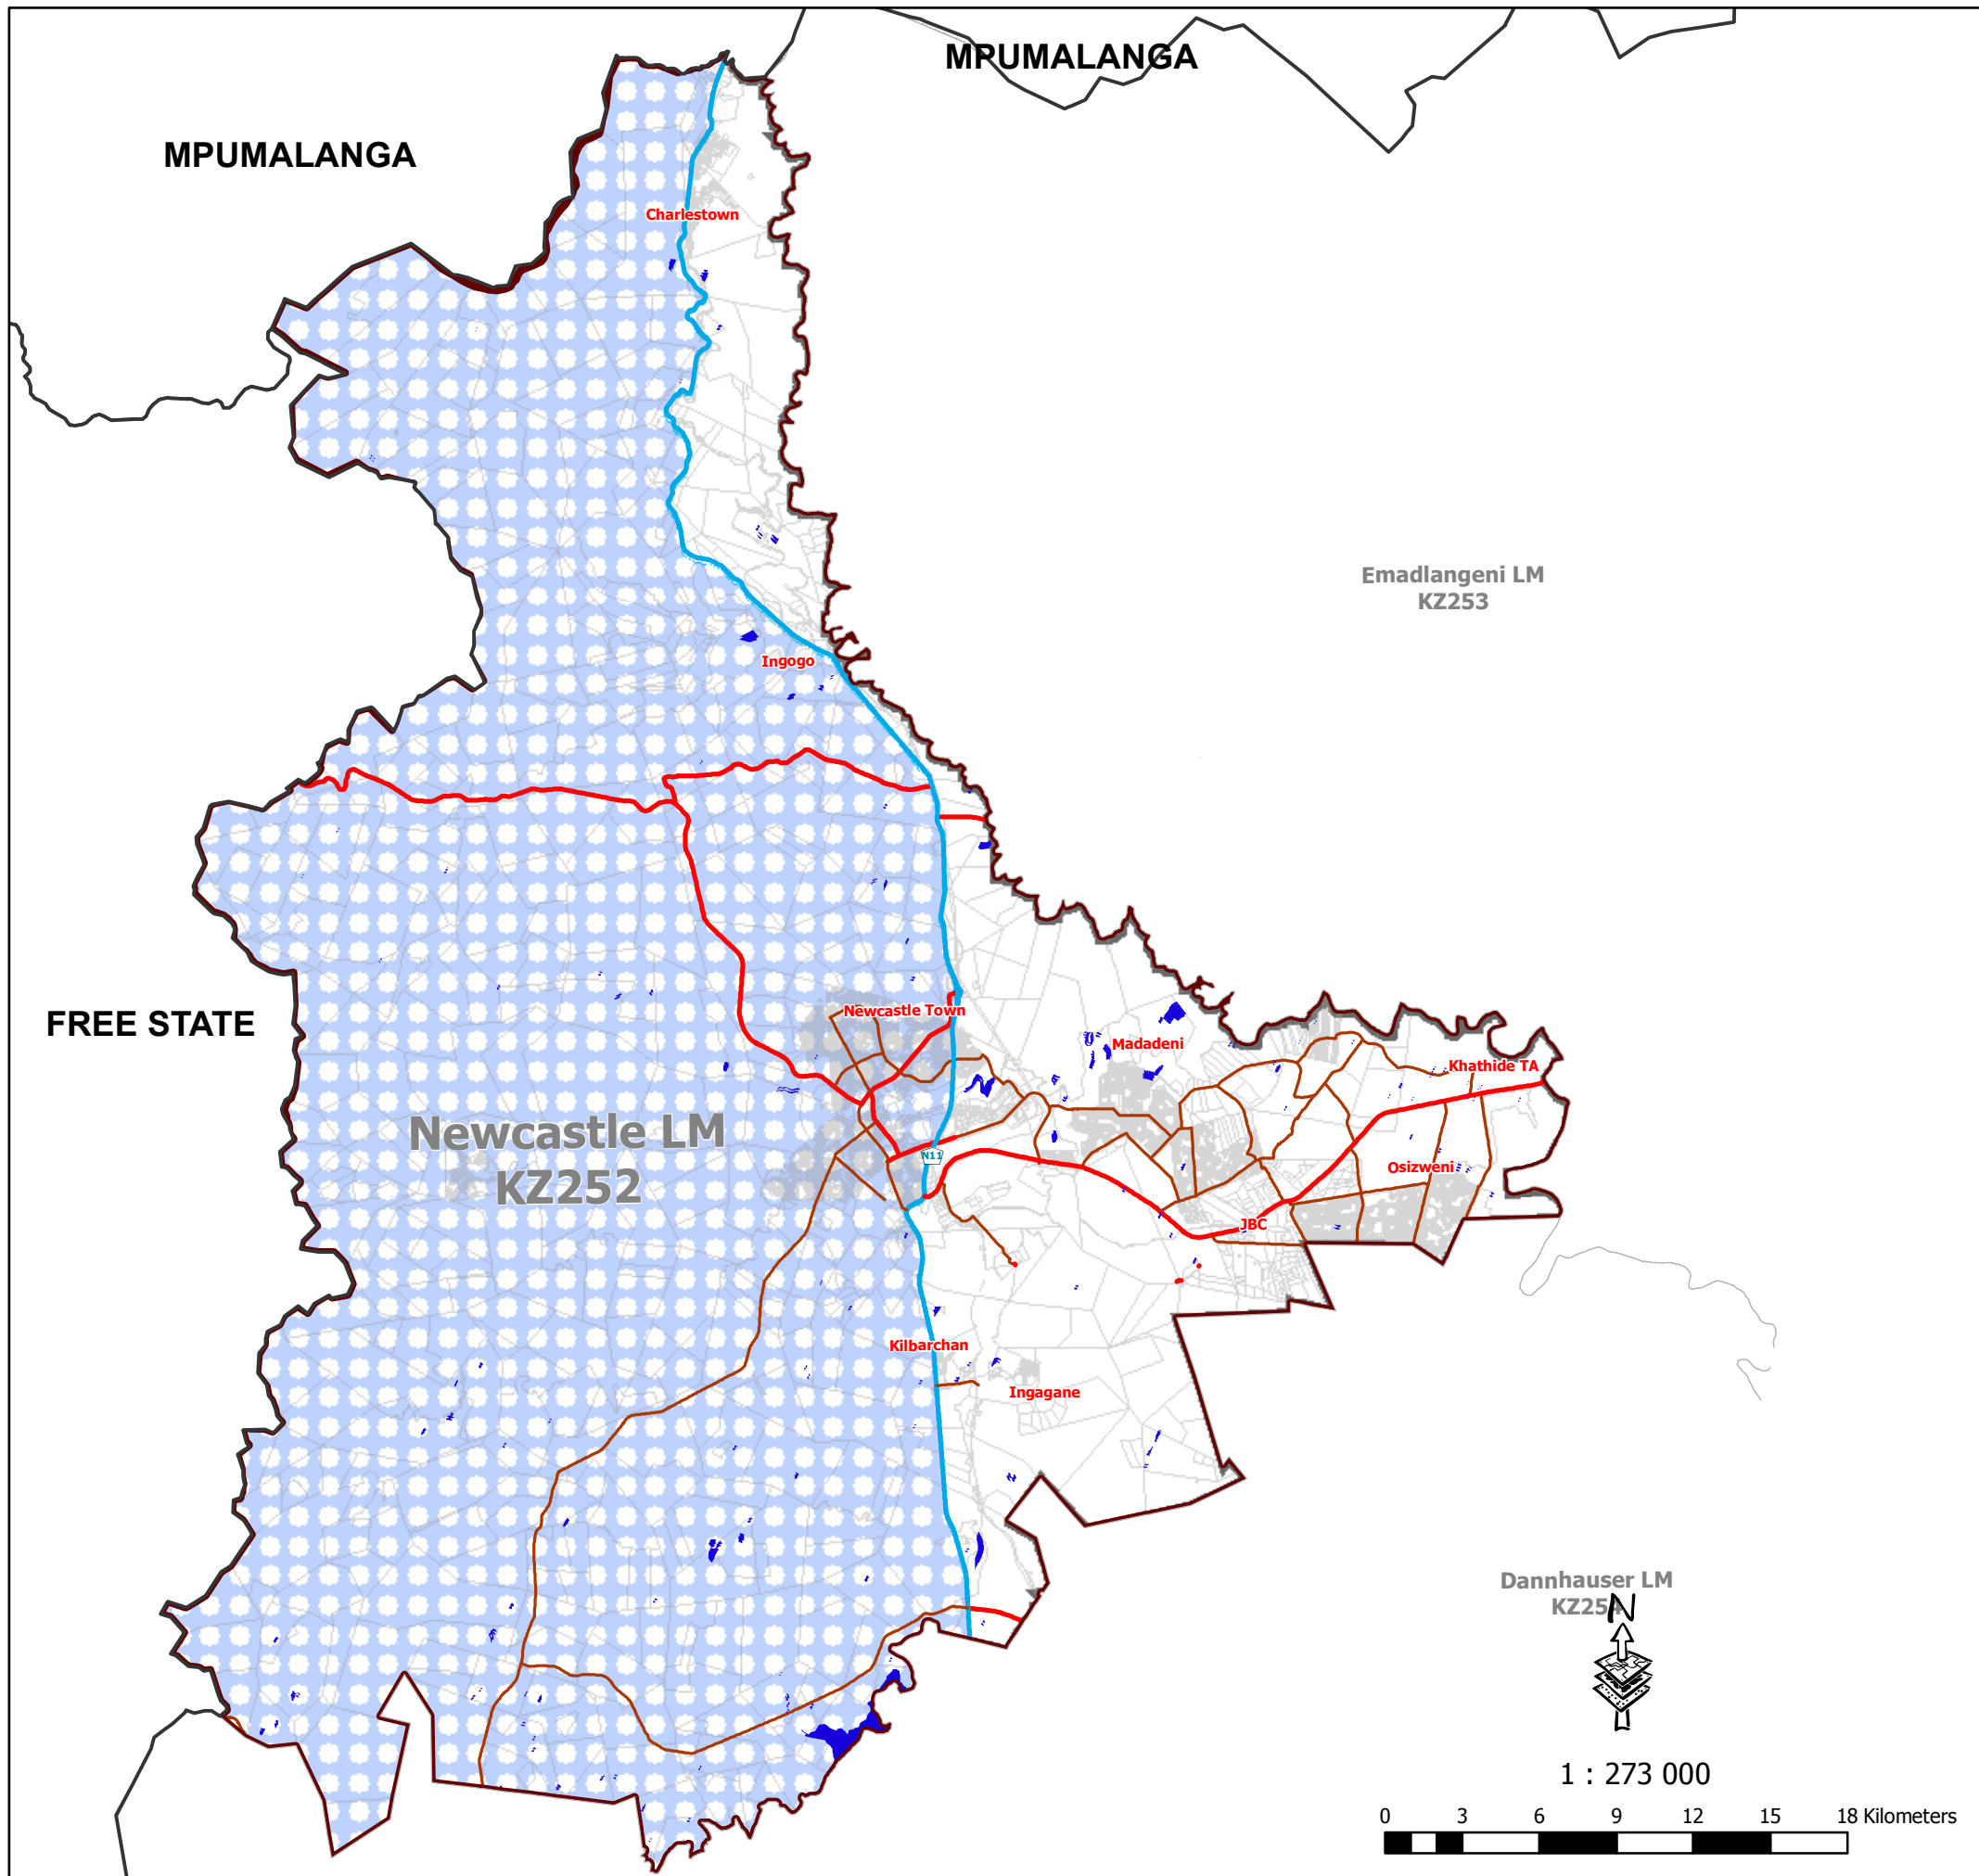 MPUMALANGA
MPUMALANGA
Charlestown
Emadlangeni LM
KZ253
Ingogo
Newcastle Town
FREE STATE
Madadeni
Khathide TA
Newcastle LM
KZ252
N11
Osizweni
JBC
Kilbarchan
Ingagane
Dannhauser LM
KZ254
N
1 : 273 000
0 3 6 9 12 15 18 Kilometers